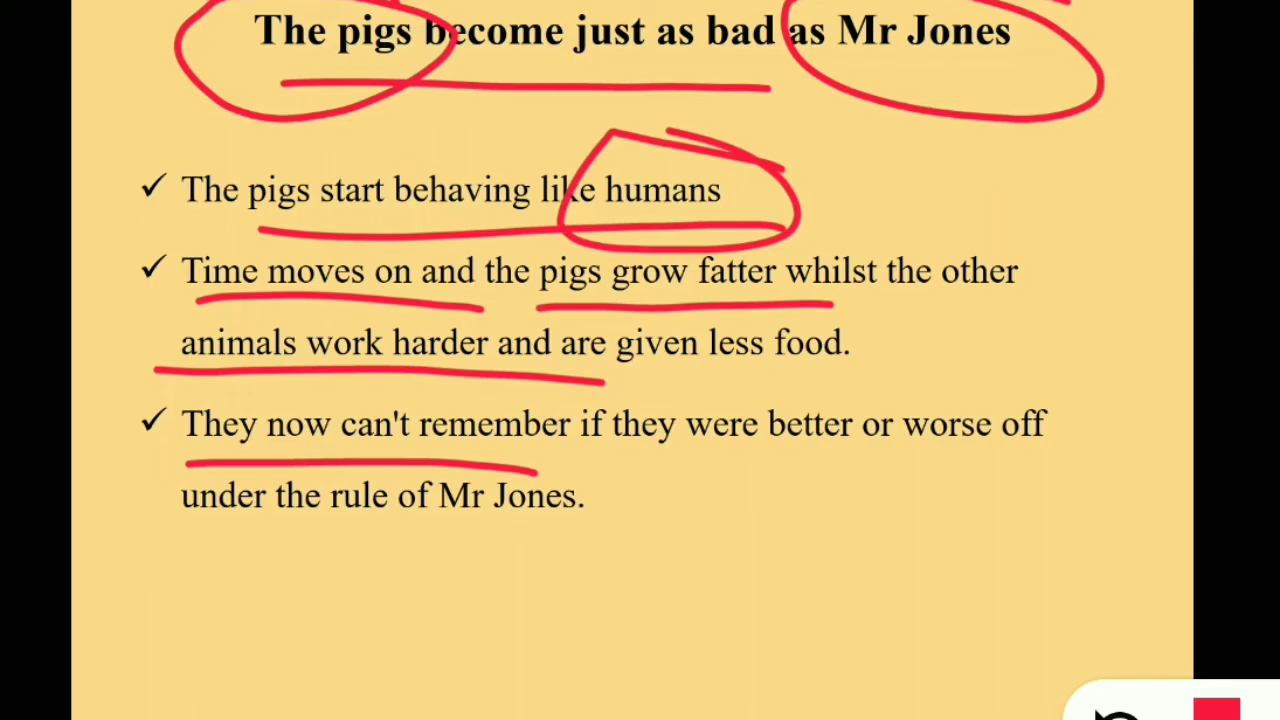 The pigs become just as bad as Mr Jones
✓ The pigs start behaving like humans
✓ Time moves on and the pigs grow fatter whilst the other
animals work harder and are given less food.
✓ They now can't remember if they were better or worse off
under the rule of Mr Jones.